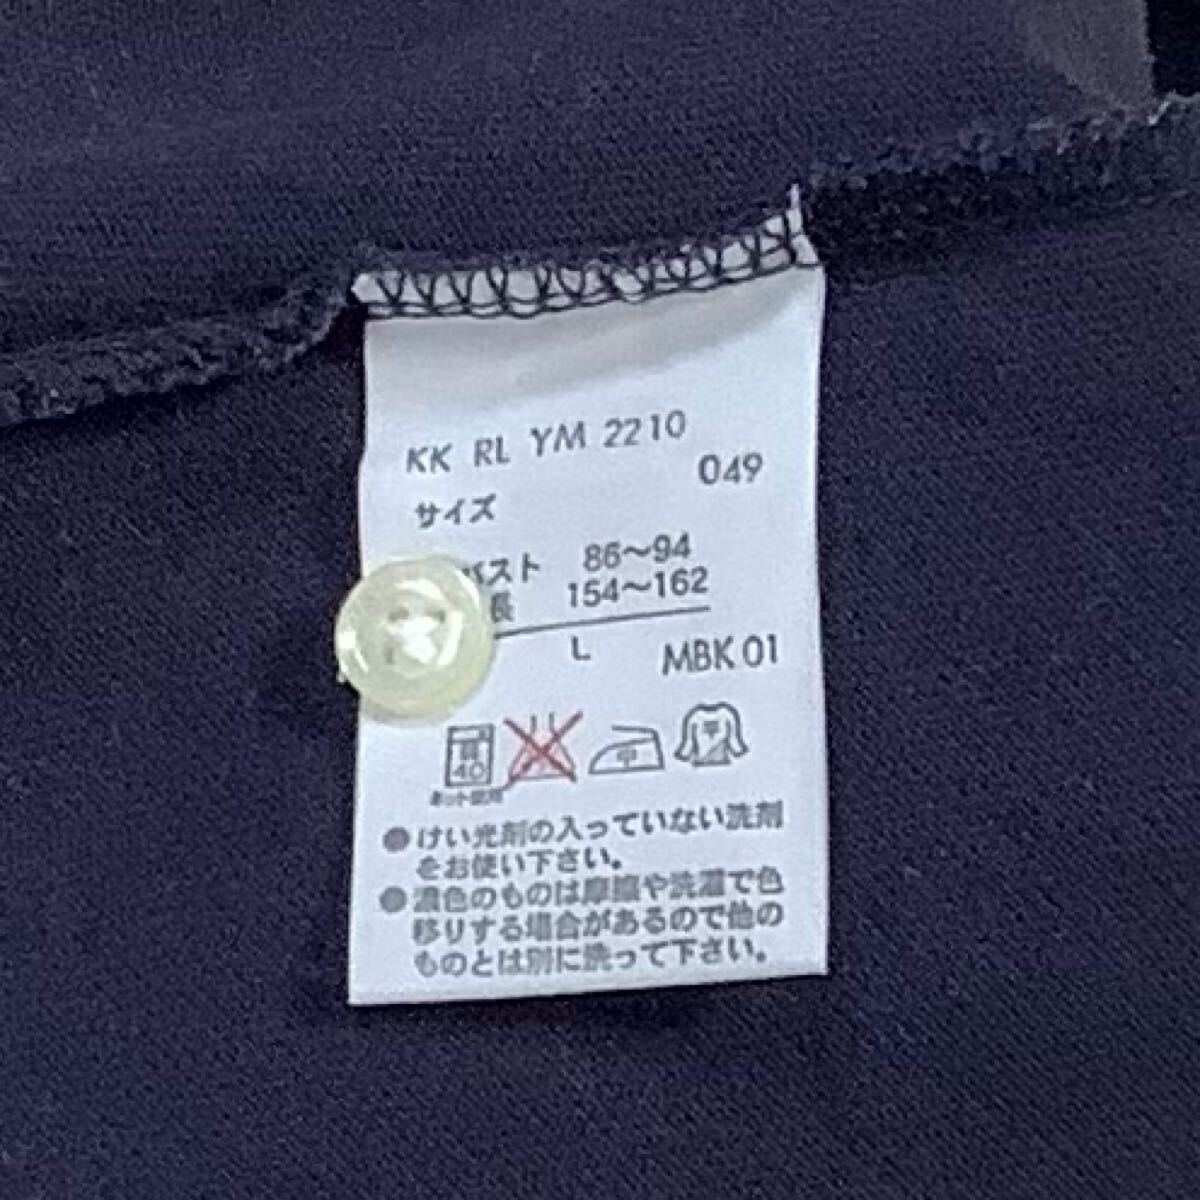 KK RL YM 2210
049
サイズ
バスト 86〜94
長 154〜162
L MBK 01
40 中 平
ネット使用
●けい光剤の入っていない洗剤
をお使い下さい。
●濃色のものは摩擦や洗濯で色
移りする場合があるので他の
ものとは別に洗って下さい。